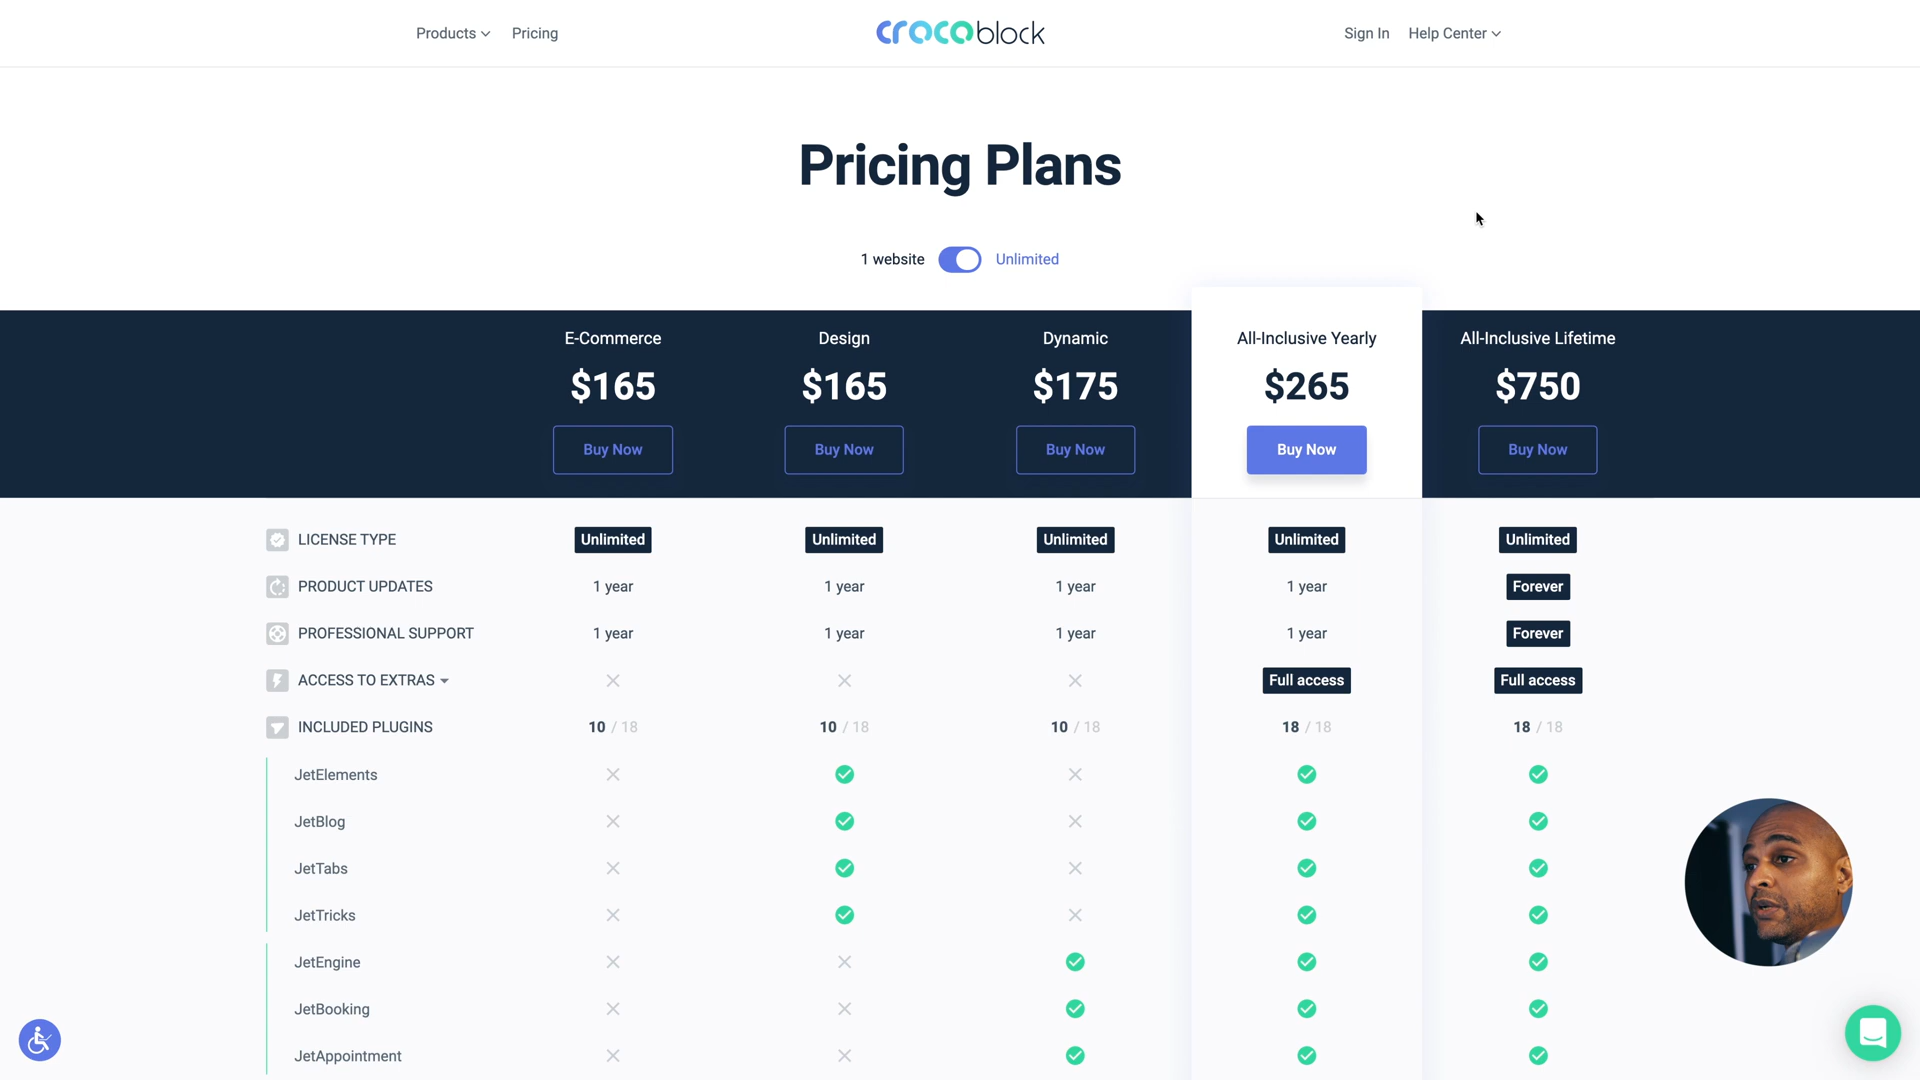 Products Pricing crocoblock Sign In Help Center
Pricing Plans
1 website Unlimited
E-Commerce Design Dynamic All-Inclusive Yearly All-Inclusive Lifetime
$165 $165 $175 $265 $750
Buy Now Buy Now Buy Now Buy Now Buy Now
LICENSE TYPE Unlimited Unlimited Unlimited Unlimited Unlimited
PRODUCT UPDATES 1 year 1 year 1 year 1 year Forever
PROFESSIONAL SUPPORT 1 year 1 year 1 year 1 year Forever
ACCESS TO EXTRAS Full access Full access
INCLUDED PLUGINS 10 / 18 10 / 18 10 / 18 18 / 18 18 / 18
JetElements
JetBlog
JetTabs
JetTricks
JetEngine
JetBooking
JetAppointment